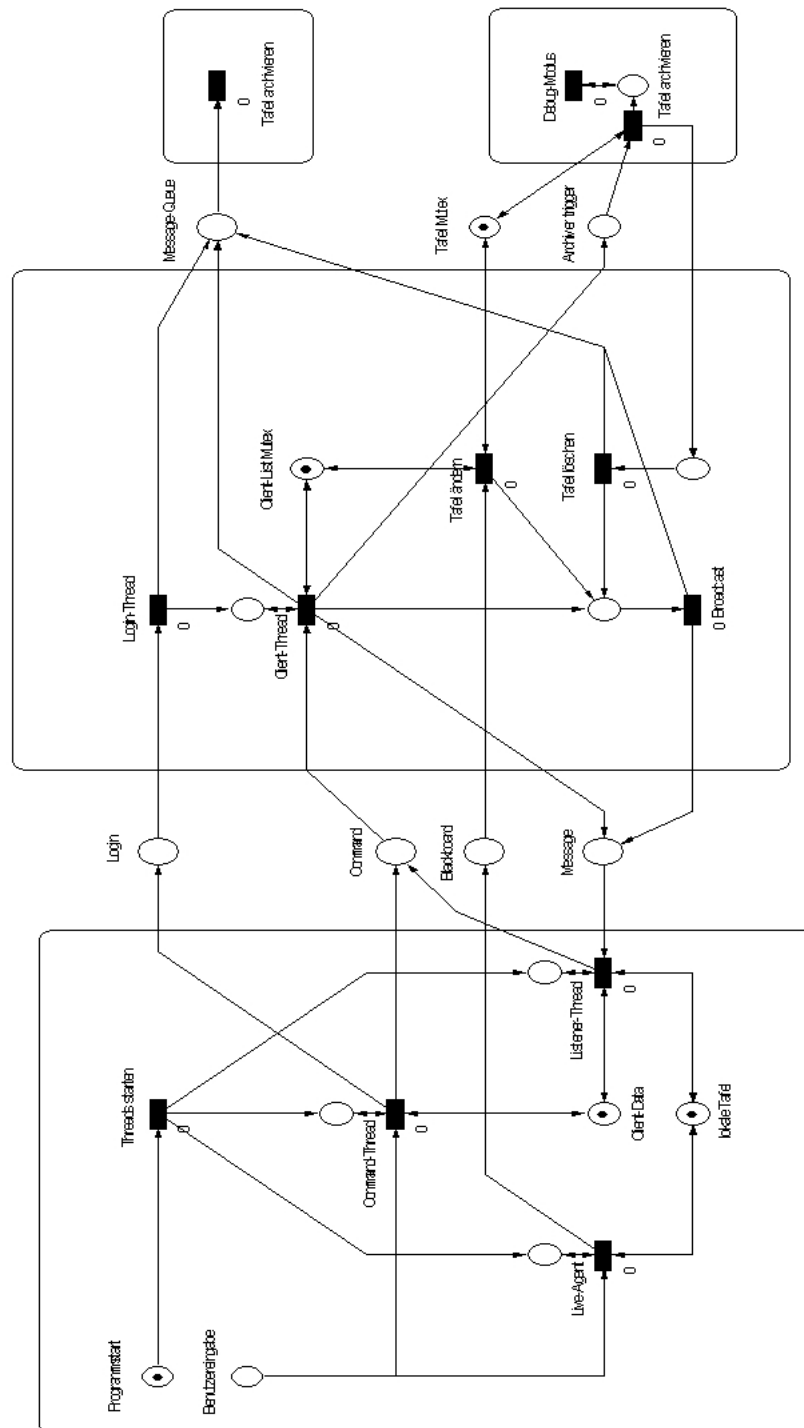 Programmstart
Threads starten
Login
Login-Thread
Message-Queue
0
0
Benutzereingabe
0
Tafel archivieren
Client-List Mutex
Client-Thread
0
Command
Command-Thread
0
Blackboard
Tafel ändern
Tafel Mutex
0
Live-Agent
Listener-Thread
Message
Tafel löschen
Archiver trigger
Debug-Modus
0
0
0
0
0
Client-Data
Tafel archivieren
lokale Tafel
0 Broadcast